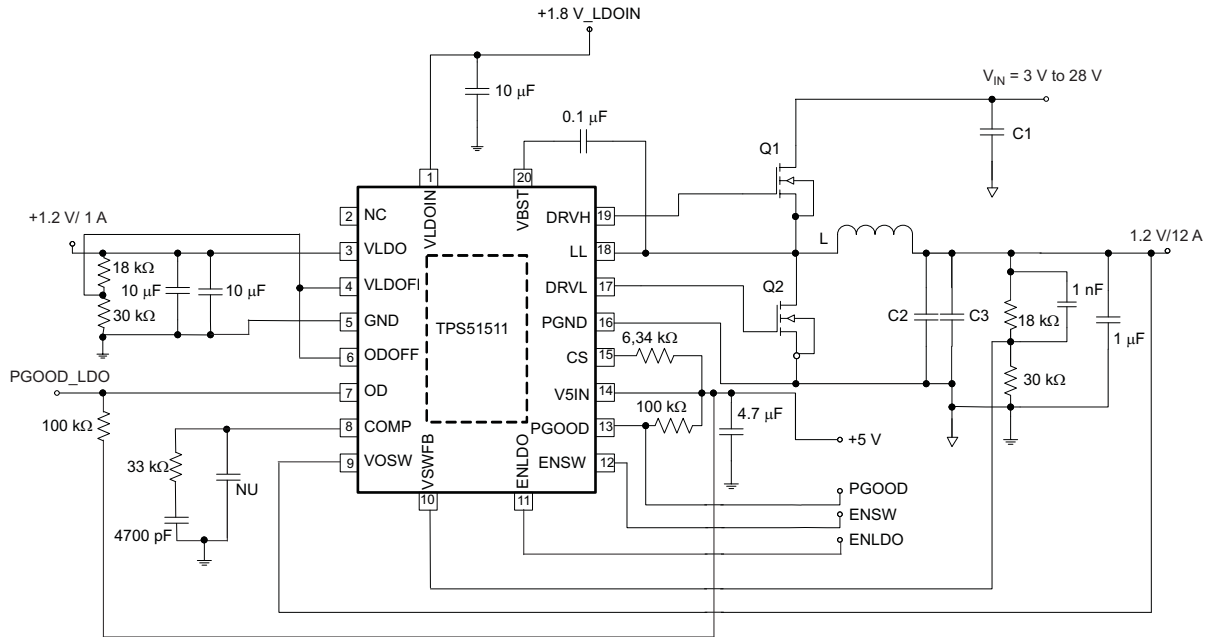 +1.8 V_LDOIN
10 μF
VIN = 3 V to 28 V
C1
0.1 μF
Q1
1
20
VLDOIN
VBST
2
NC
DRVH
19
+1.2 V/ 1 A
3
VLDO
LL
18
L
1.2 V/12 A
18 kΩ
10 μF
10 μF
30 kΩ
4
VLDOFI
DRVL
17
Q2
1 nF
18 kΩ
C2
C3
1 μF
30 kΩ
5
GND
TPS51511
PGND
16
6
ODOFF
CS
15
6,34 kΩ
PGOOD_LDO
7
OD
V5IN
14
100 kΩ
8
COMP
PGOOD
13
100 kΩ
4.7 μF
+5 V
33 kΩ
NU
4700 pF
9
VOSW
ENSW
12
VSWFB
ENLDO
10
11
PGOOD
ENSW
ENLDO